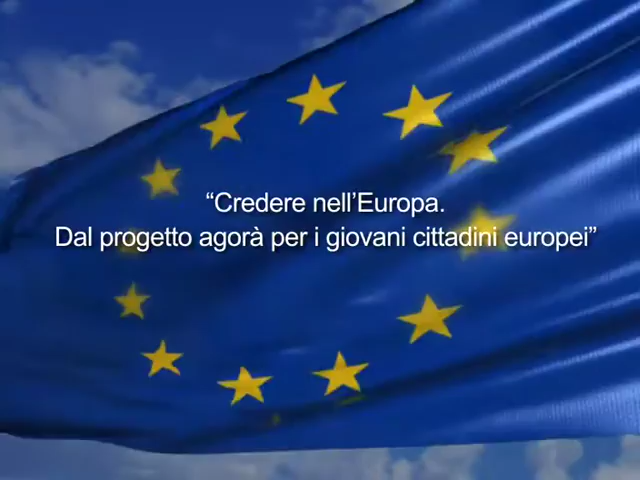 “Credere nell’Europa.
Dal progetto agorà per i giovani cittadini europei”